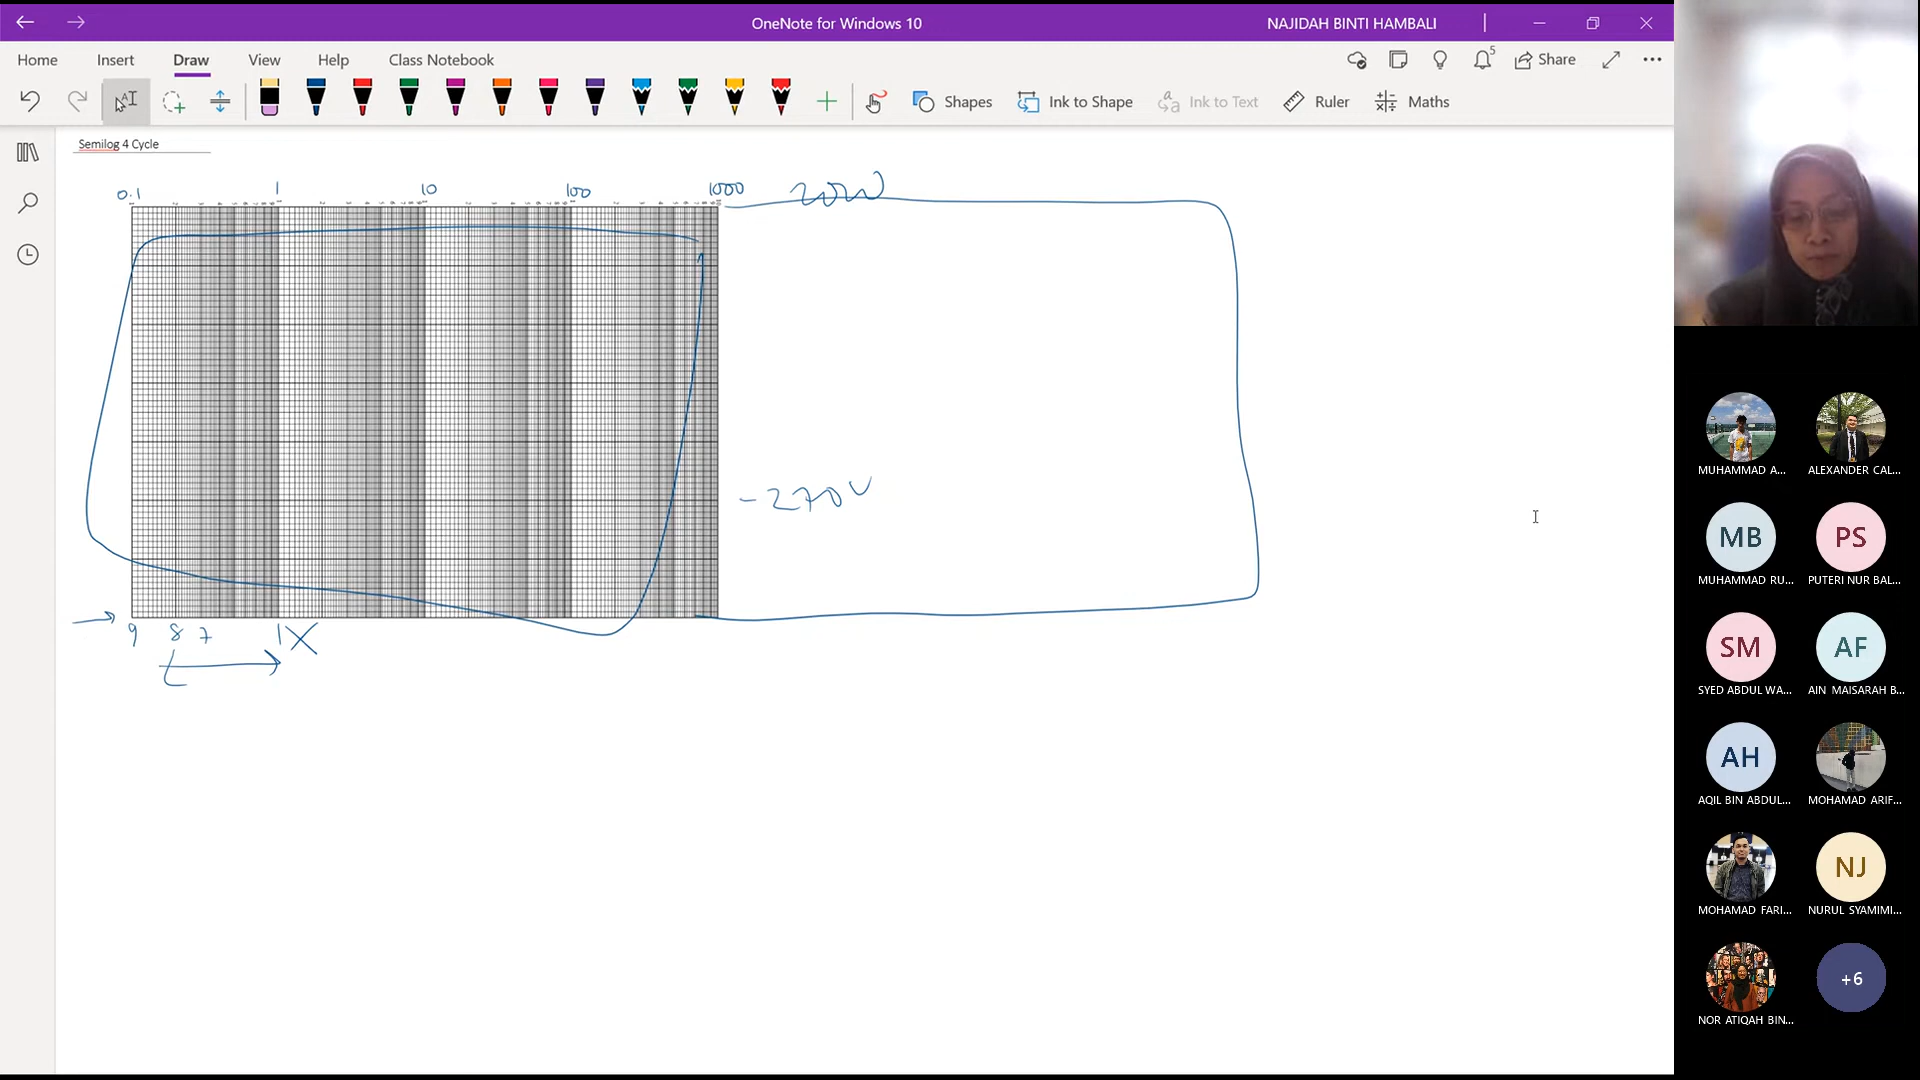 OneNote for Windows 10
NAJIDAH BINTI HAMBALI
Home Insert Draw View Help Class Notebook
5
Share
Shapes
Ink to Shape
Ink to Text
Ruler
Maths
Semilog 4 Cycle
0.1 1 10 100 1000
-270
9 8 7 1X
MUHAMMAD A...
ALEXANDER CAL...
MB
PS
MUHAMMAD RU...
PUTERI NUR BAL...
SM
AF
SYED ABDUL WA...
AIN MAISARAH B...
AH
AQIL BIN ABDUL...
MOHAMAD ARIF...
NJ
MOHAMAD FARI...
NURUL SYAMIMI...
+6
NOR ATIQAH BIN...